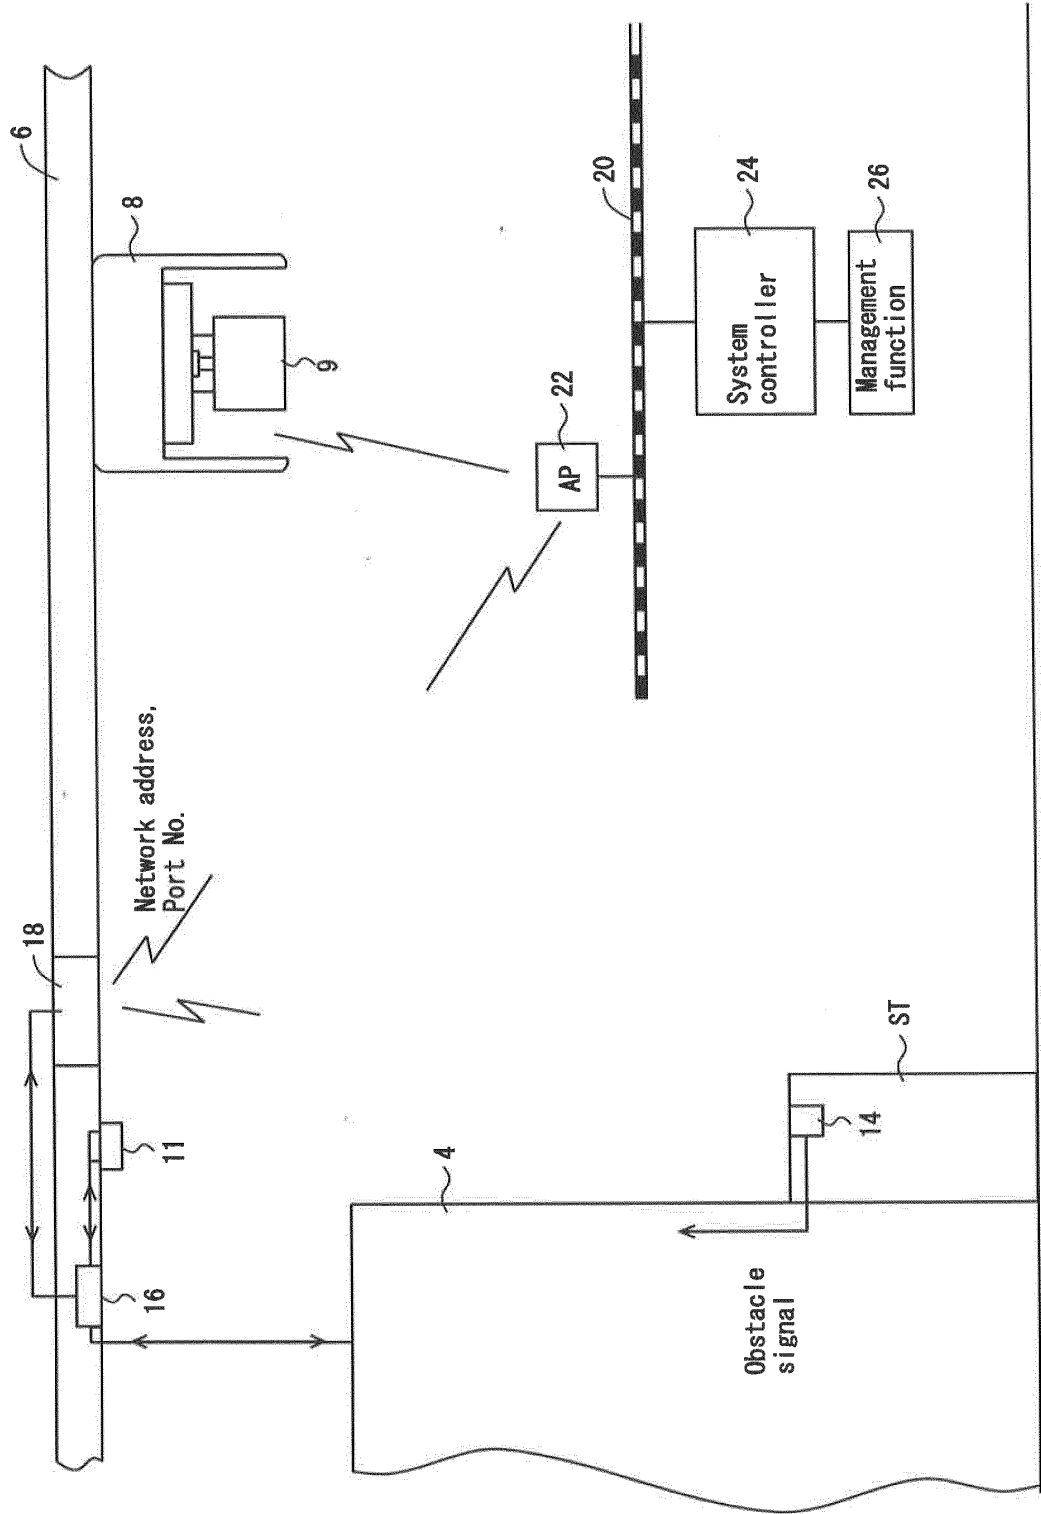 6
8
9
18
Network address,
Port No.
11
16
22
AP
20
24
System
controller
26
Management
function
4
14
ST
Obstacle
signal